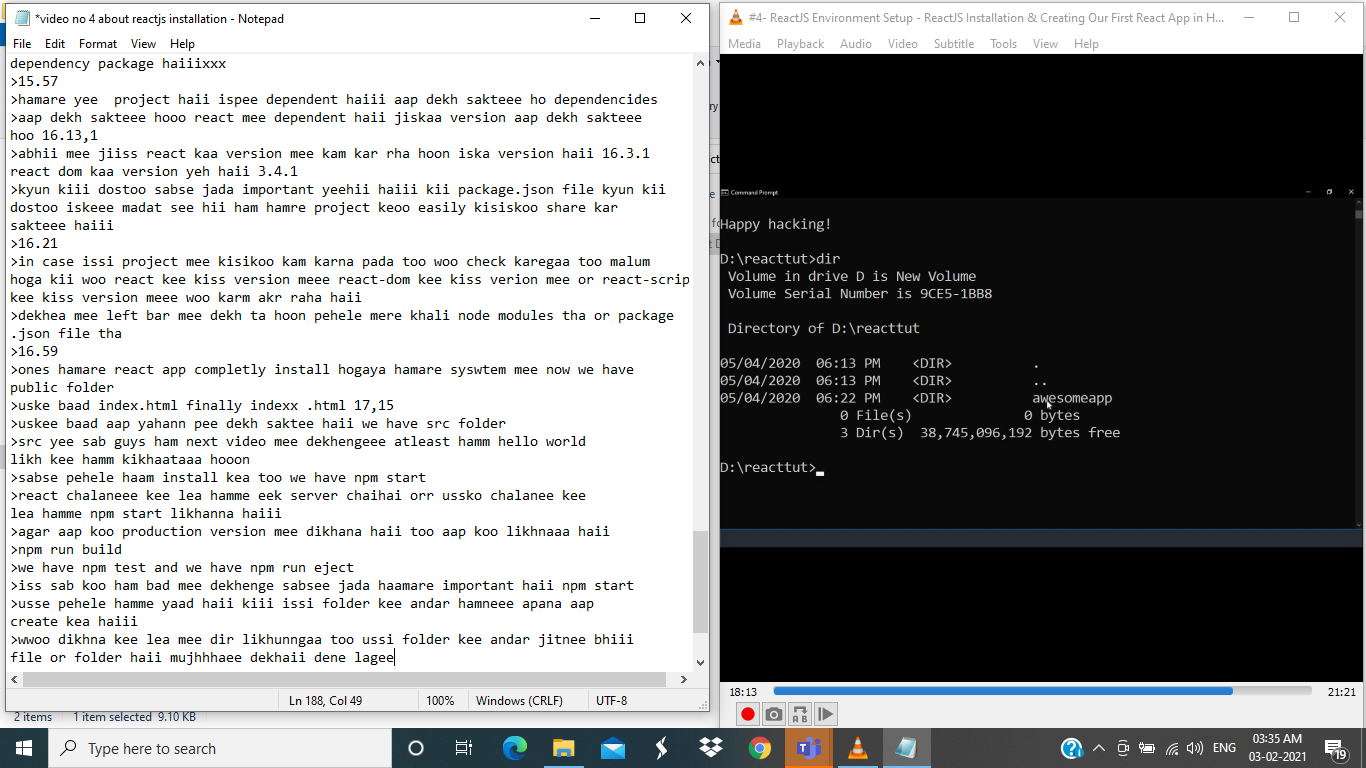 *video no 4 about reactjs installation - Notepad
File Edit Format View Help
dependency package haiiixxx
>15.57
>hamare yee  project haii ispee dependent haiii aap dekh sakteee ho dependencides
>aap dekh sakteee hooo react mee dependent haii jiskaa version aap dekh sakteee
hoo 16.13,1
>abhii mee jiiss react kaa version mee kam kar rha hoon iska version haii 16.3.1
react dom kaa version yeh haii 3.4.1
>kyun kiii dostoo sabse jada important yeehii haiii kii package.json file kyun kii
dostoo iskeee madat see hii ham hamre project keoo easily kisiskoo share kar
sakteee haiii
>16.21
>in case issi project mee kisikoo kam karna pada too woo check karegaa too malum
hoga kii woo react kee kiss version meee react-dom kee kiss verion mee or react-scrip
kee kiss version meee woo karm akr raha haii
>dekhea mee left bar mee dekh ta hoon pehele mere khali node modules tha or package
.json file tha
>16.59
>ones hamare react app completly install hogaya hamare syswtem mee now we have
public folder
>uske baad index.html finally indexx .html 17,15
>uskee baad aap yahann pee dekh saktee haii we have src folder
>src yee sab guys ham next video mee dekhengeee atleast hamm hello world
likh kee hamm kikhaataaa hooon
>sabse pehele haam install kea too we have npm start
>react chalaneee kee lea hamme eek server chaihai orr ussko chalanee kee
lea hamme npm start likhanna haiii
>agar aap koo production version mee dikhana haii too aap koo likhnaaa haii
>npm run build
>we have npm test and we have npm run eject
>iss sab koo ham bad mee dekhenge sabsee jada haamare important haii npm start
>usse pehele hamme yaad haii kiii issi folder kee andar hamneee apana aap
create kea haiii
>wwoo dikhna kee lea mee dir likhunngaa too ussi folder kee andar jitnee bhiii
file or folder haii mujhhhaee dekhaii dene lagee
Ln 188, Col 49 100% Windows (CRLF) UTF-8
2 items 1 item selected 9.10 KB
#4- ReactJS Environment Setup - ReactJS Installation & Creating Our First React App in H...
Media Playback Audio Video Subtitle Tools View Help
Command Prompt
Happy hacking!
D:\reacttut>dir
Volume in drive D is New Volume
Volume Serial Number is 9CE5-1BB8
Directory of D:\reacttut
05/04/2020  06:13 PM    <DIR>          .
05/04/2020  06:13 PM    <DIR>          ..
05/04/2020  06:22 PM    <DIR>          awesomeapp
0 File(s)              0 bytes
3 Dir(s)  38,745,096,192 bytes free
D:\reacttut>
18:13 21:21
Type here to search
ENG
03:35 AM
03-02-2021
19